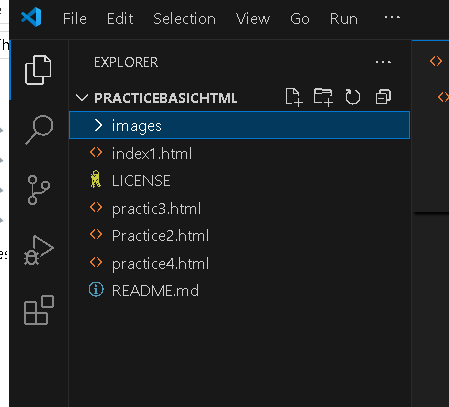 File Edit Selection View Go Run ...
EXPLORER ...
PRACTICEBASICHTML
images
index1.html
LICENSE
practic3.html
Practice2.html
practice4.html
README.md